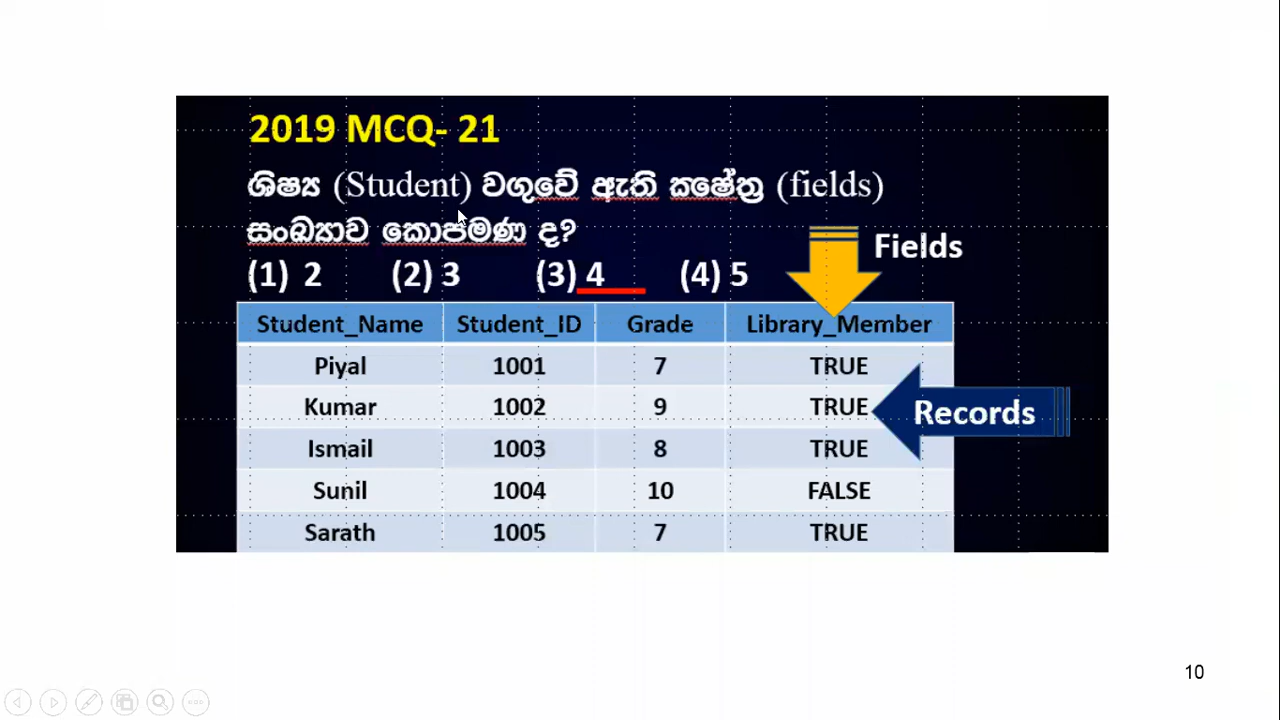 2019 MCQ- 21
ශිෂ්‍ය (Student) වගුවේ ඇති ක්‍ෂේත්‍ර (fields)
සංඛ්‍යාව කොපමණ ද?
(1) 2 (2) 3 (3) 4 (4) 5
Fields
Student_Name Student_ID Grade Library_Member
Piyal 1001 7 TRUE
Kumar 1002 9 TRUE
Records
Ismail 1003 8 TRUE
Sunil 1004 10 FALSE
Sarath 1005 7 TRUE
10